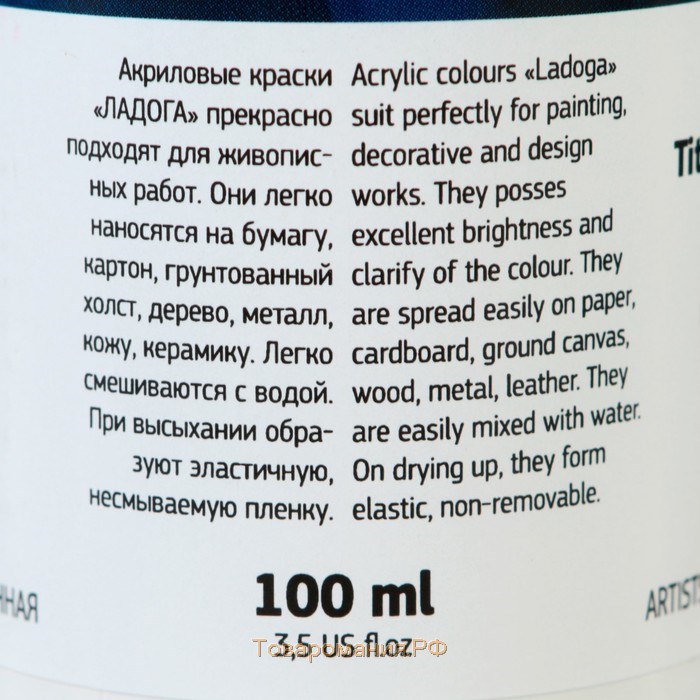 Акриловые краски
«ЛАДОГА» прекрасно
подходят для живопис-
ных работ. Они легко
наносятся на бумагу,
картон, грунтованный
холст, дерево, металл,
кожу, керамику. Легко
смешиваются с водой.
При высыхании обра-
зуют эластичную,
несмываемую пленку.
Acrylic colours «Ladoga»
suit perfectly for painting,
decorative and design
works. They posses
excellent brightness and
clarify of the colour. They
are spread easily on paper,
cardboard, ground canvas,
wood, metal, leather. They
are easily mixed with water.
On drying up, they form
elastic, non-removable.
100 ml
3,5 US fl oz
Товаромания.РФ